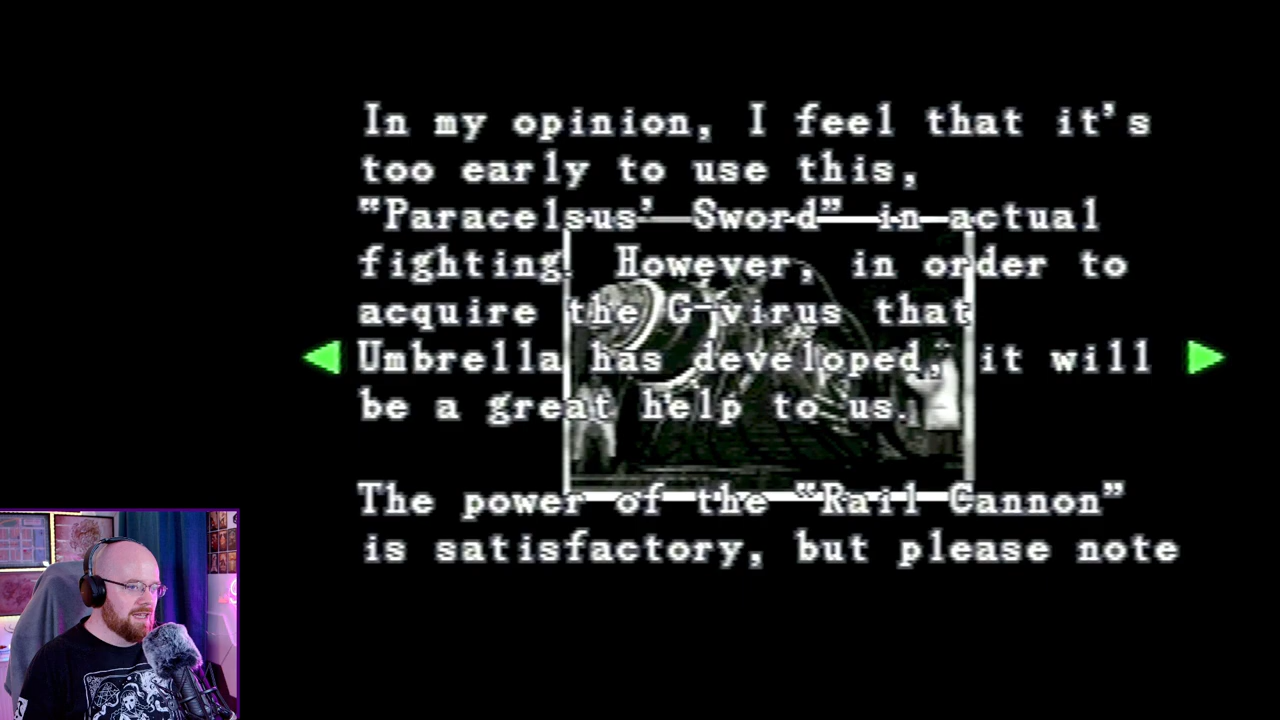 In my opinion, I feel that it's
too early to use this,
"Paracelsus' Sword" in actual
fighting. However, in order to
acquire the G-virus that
Umbrella has developed, it will
be a great help to us.
The power of the "Rail Cannon"
is satisfactory, but please note